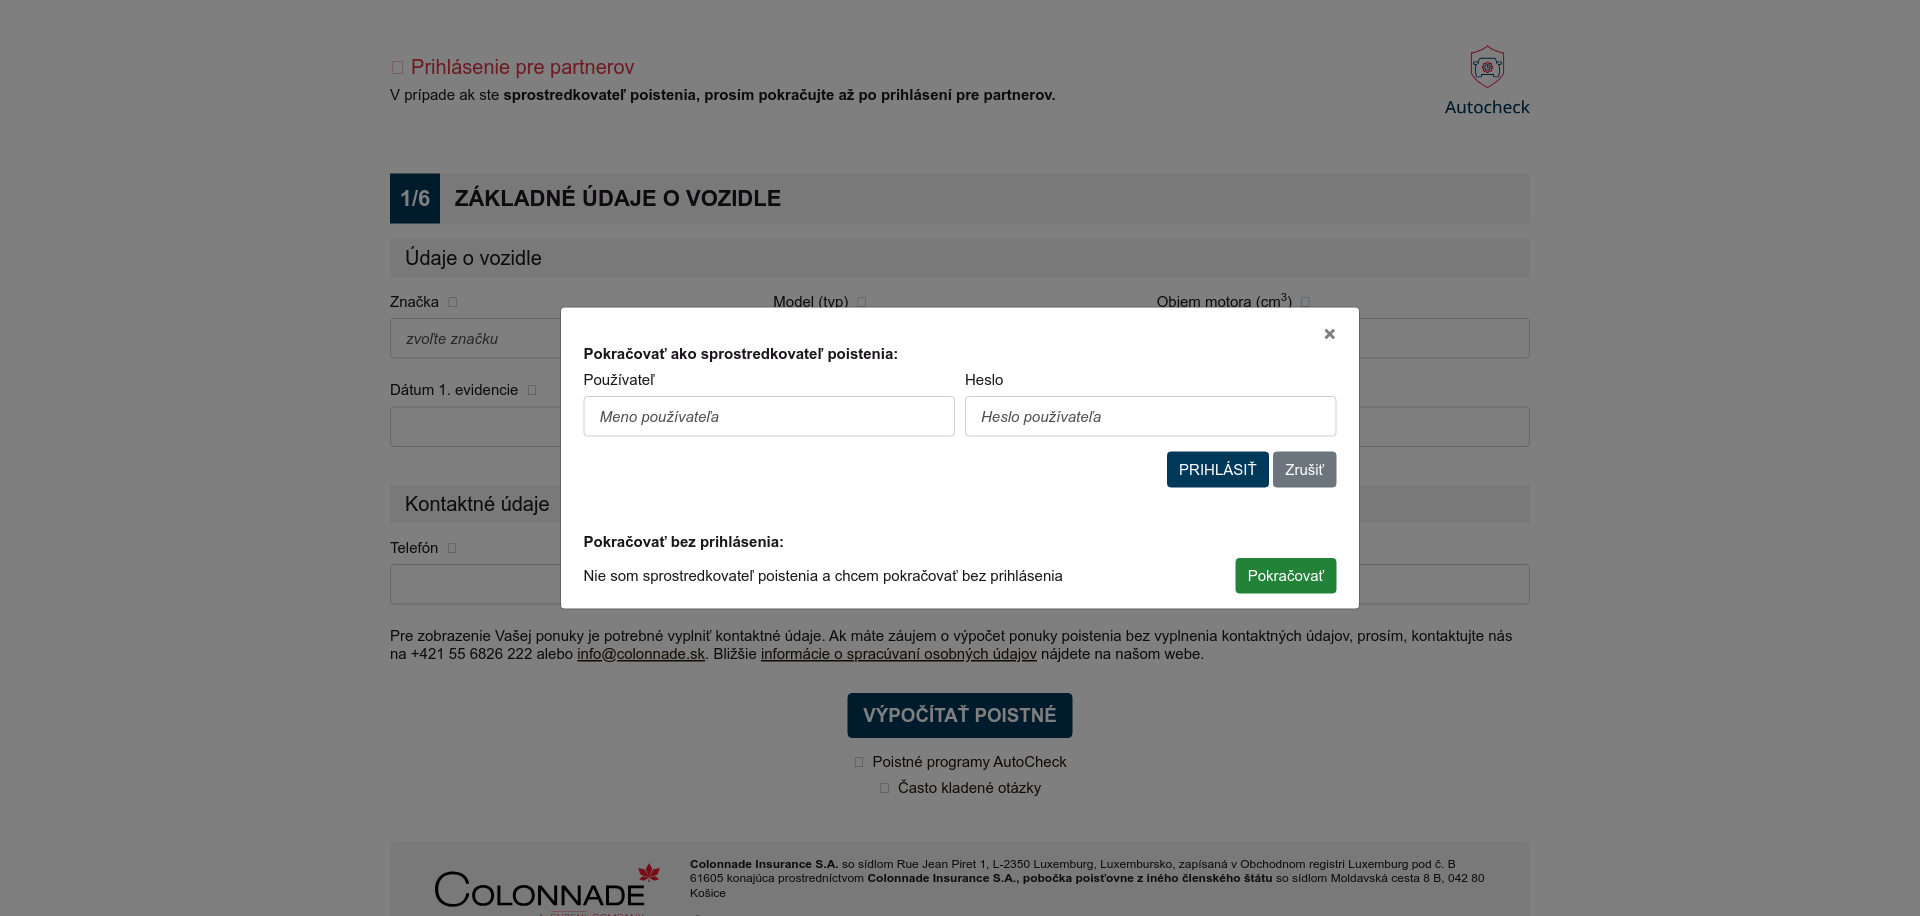 Prihlásenie pre partnerov
V prípade ak ste sprostredkovateľ poistenia, prosím pokračujte až po prihlásení pre partnerov.
Autocheck
1/6 ZÁKLADNÉ ÚDAJE O VOZIDLE
Údaje o vozidle
Značka Model (typ) Objem motora (cm3)
zvoľte značku
×
Pokračovať ako sprostredkovateľ poistenia:
Používateľ Heslo
Dátum 1. evidencie
Meno používateľa Heslo používateľa
PRIHLÁSIŤ Zrušiť
Kontaktné údaje
Pokračovať bez prihlásenia:
Telefón
Nie som sprostredkovateľ poistenia a chcem pokračovať bez prihlásenia Pokračovať
Pre zobrazenie Vašej ponuky je potrebné vyplniť kontaktné údaje. Ak máte záujem o výpočet ponuky poistenia bez vyplnenia kontaktných údajov, prosím, kontaktujte nás
na +421 55 6826 222 alebo info@colonnade.sk. Bližšie informácie o spracúvaní osobných údajov nájdete na našom webe.
VÝPOČÍTAŤ POISTNÉ
Poistné programy AutoCheck
Často kladené otázky
COLONNADE
Colonnade Insurance S.A. so sídlom Rue Jean Piret 1, L-2350 Luxemburg, Luxembursko, zapísaná v Obchodnom registri Luxemburg pod č. B
61605 konajúca prostredníctvom Colonnade Insurance S.A., pobočka poisťovne z iného členského štátu so sídlom Moldavská cesta 8 B, 042 80
Košice